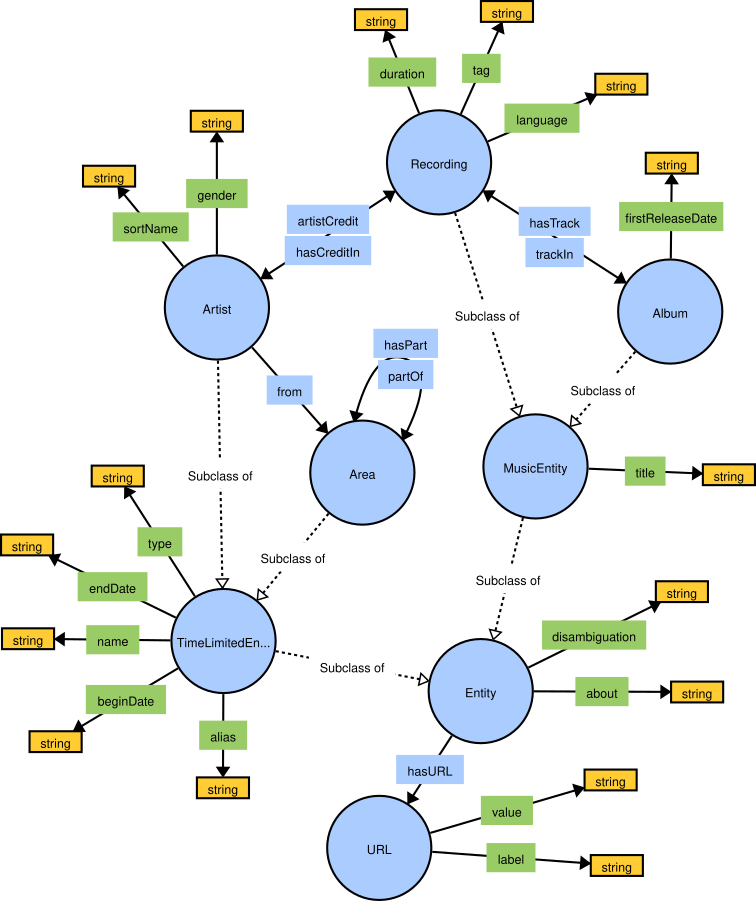 string
string
duration
tag
string
language
string
Recording
string
string
gender
sortName
artistCredit
hasCreditIn
hasTrack
trackIn
firstReleaseDate
Artist
Album
Subclass of
hasPart
partOf
from
Subclass of
Area
MusicEntity
title
string
Subclass of
string
type
string
endDate
Subclass of
Subclass of
string
name
TimeLimitedEn...
string
disambiguation
Subclass of
Entity
about
string
beginDate
string
alias
string
hasURL
string
value
URL
label
string